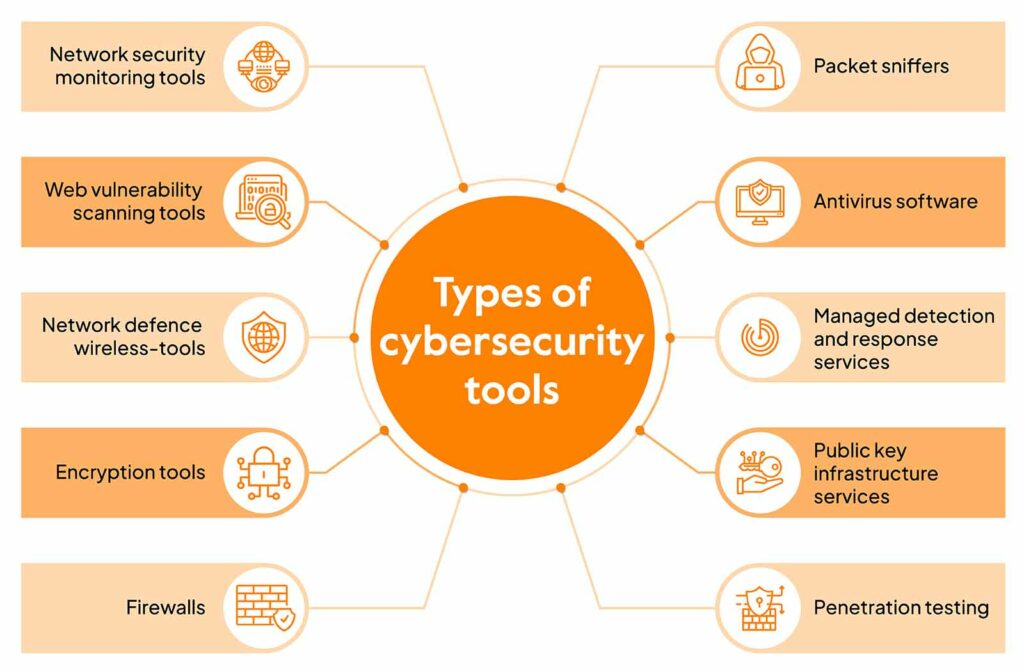 Network security
monitoring tools
Web vulnerability
scanning tools
Network defence
wireless-tools
Encryption tools
Firewalls
Types of
cybersecurity
tools
Packet sniffers
Antivirus software
Managed detection
and response
services
Public key
infrastructure
services
Penetration testing